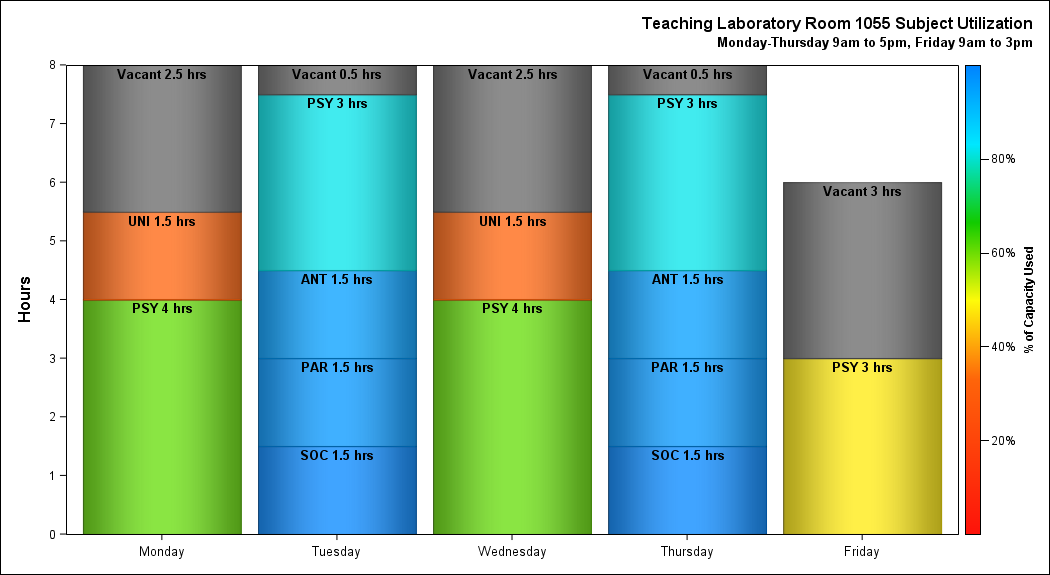 Teaching Laboratory Room 1055 Subject Utilization
Monday-Thursday 9am to 5pm, Friday 9am to 3pm
Hours
8
7
6
5
4
3
2
1
0
Vacant 2.5 hrs
UNI 1.5 hrs
PSY 4 hrs
Vacant 0.5 hrs
PSY 3 hrs
ANT 1.5 hrs
PAR 1.5 hrs
SOC 1.5 hrs
Vacant 2.5 hrs
UNI 1.5 hrs
PSY 4 hrs
Vacant 0.5 hrs
PSY 3 hrs
ANT 1.5 hrs
PAR 1.5 hrs
SOC 1.5 hrs
Vacant 3 hrs
PSY 3 hrs
Monday
Tuesday
Wednesday
Thursday
Friday
80%
60%
40%
20%
% of Capacity Used